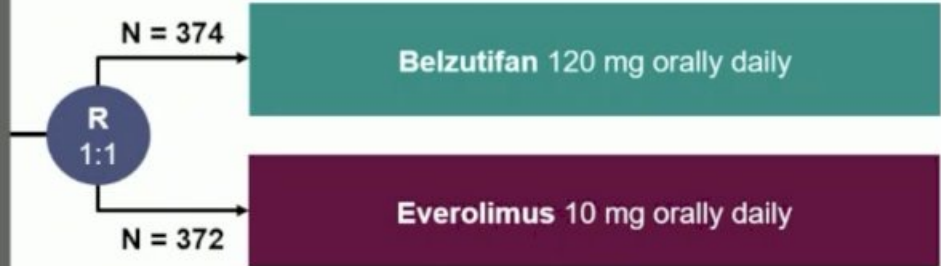 N = 374
Belzutifan 120 mg orally daily
R
1:1
Everolimus 10 mg orally daily
N = 372